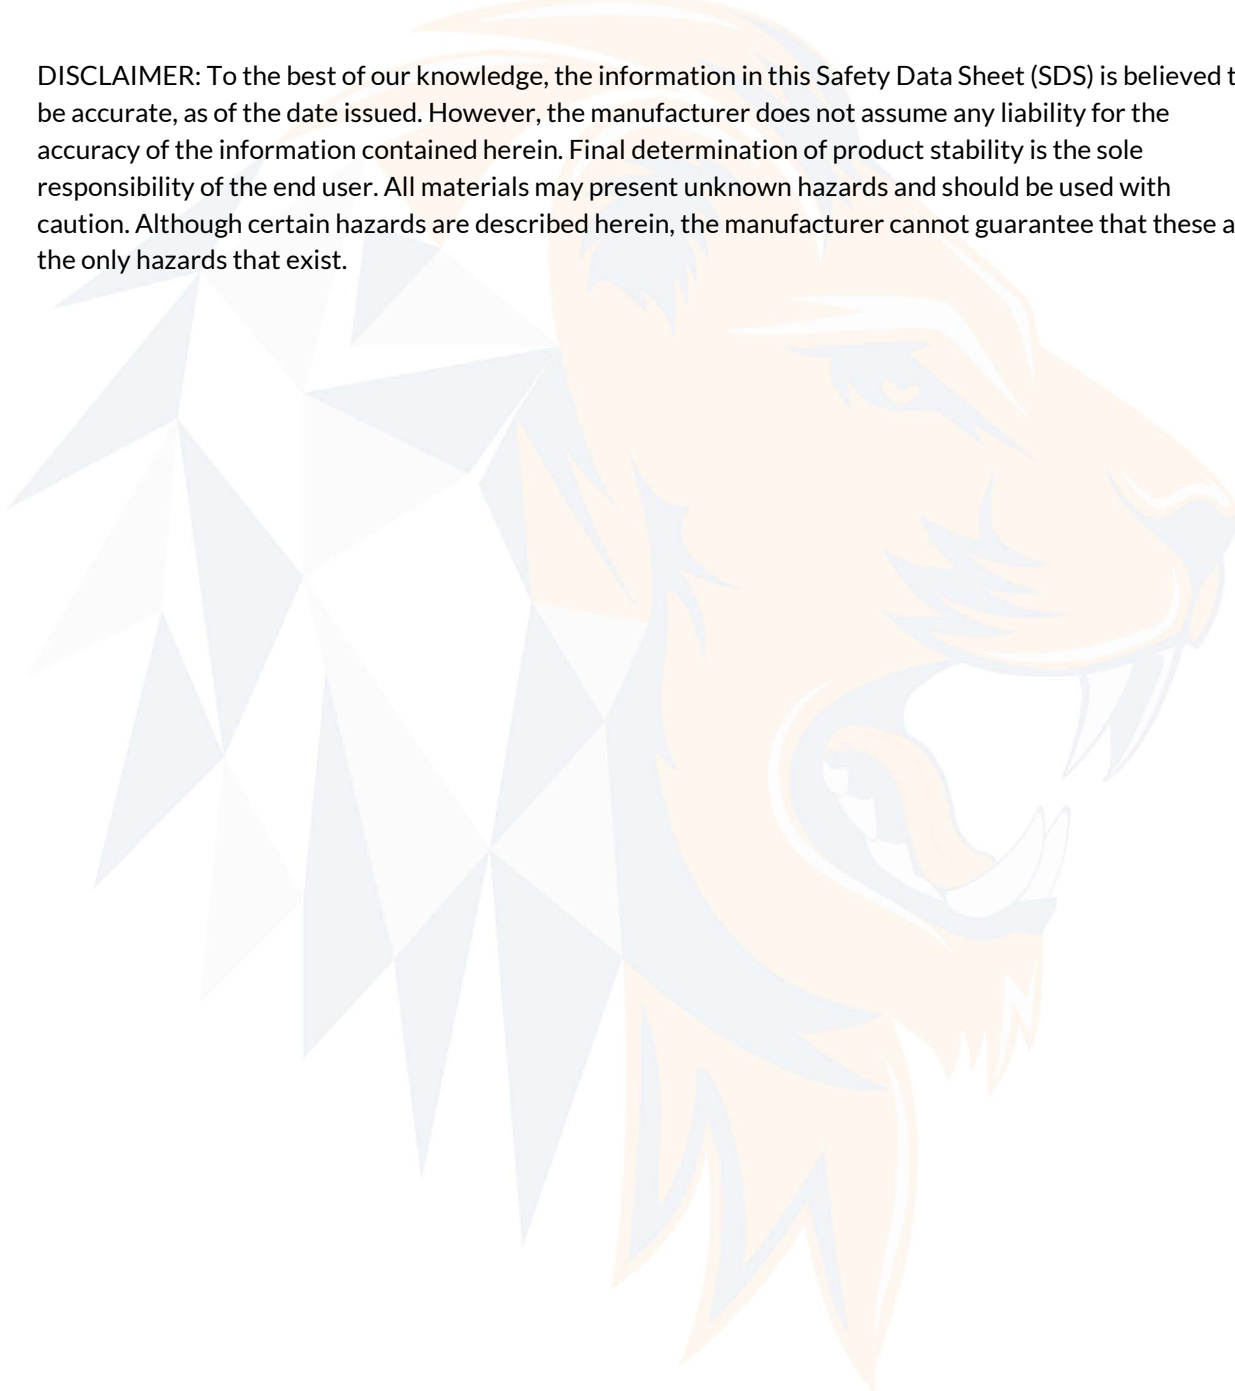 DISCLAIMER: To the best of our knowledge, the information in this Safety Data Sheet (SDS) is believed t
be accurate, as of the date issued. However, the manufacturer does not assume any liability for the
accuracy of the information contained herein. Final determination of product stability is the sole
responsibility of the end user. All materials may present unknown hazards and should be used with
caution. Although certain hazards are described herein, the manufacturer cannot guarantee that these a
the only hazards that exist.